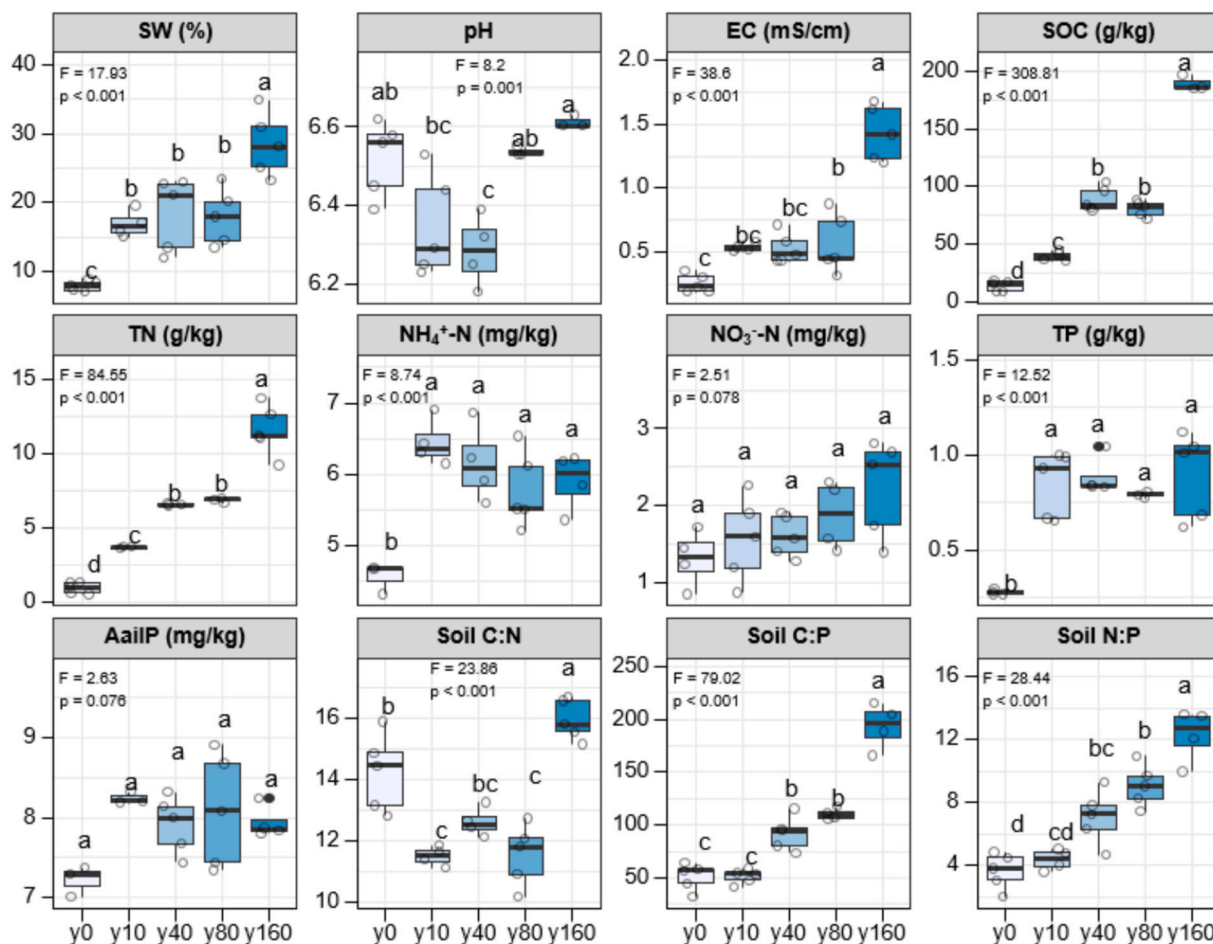 SW (%)
pH
EC (mS/cm)
SOC (g/kg)
40
30
20
10
F = 17.93
p < 0.001
c
b
b
b
a
6.6
6.4
6.2
F = 8.2
p = 0.001
ab
bc
c
ab
a
2.0
1.5
1.0
0.5
F = 38.6
p < 0.001
c
bc
bc
b
a
200
150
100
50
0
F = 308.81
p < 0.001
d
c
b
b
a
TN (g/kg)
NH₄⁺-N (mg/kg)
NO₃⁻-N (mg/kg)
TP (g/kg)
15
10
5
0
F = 84.55
p < 0.001
d
c
b
b
a
7
6
5
F = 8.74
p < 0.001
b
a
a
a
a
3
2
1
F = 2.51
p = 0.078
a
a
a
a
a
1.5
1.0
0.5
F = 12.52
p < 0.001
b
a
a
a
a
AailP (mg/kg)
Soil C:N
Soil C:P
Soil N:P
9
8
7
F = 2.63
p = 0.076
a
a
a
a
a
16
14
12
10
F = 23.86
p < 0.001
b
c
bc
c
a
250
200
150
100
50
F = 79.02
p < 0.001
c
c
b
b
a
16
12
8
4
F = 28.44
p < 0.001
d
cd
bc
b
a
y0 y10 y40 y80 y160
y0 y10 y40 y80 y160
y0 y10 y40 y80 y160
y0 y10 y40 y80 y160